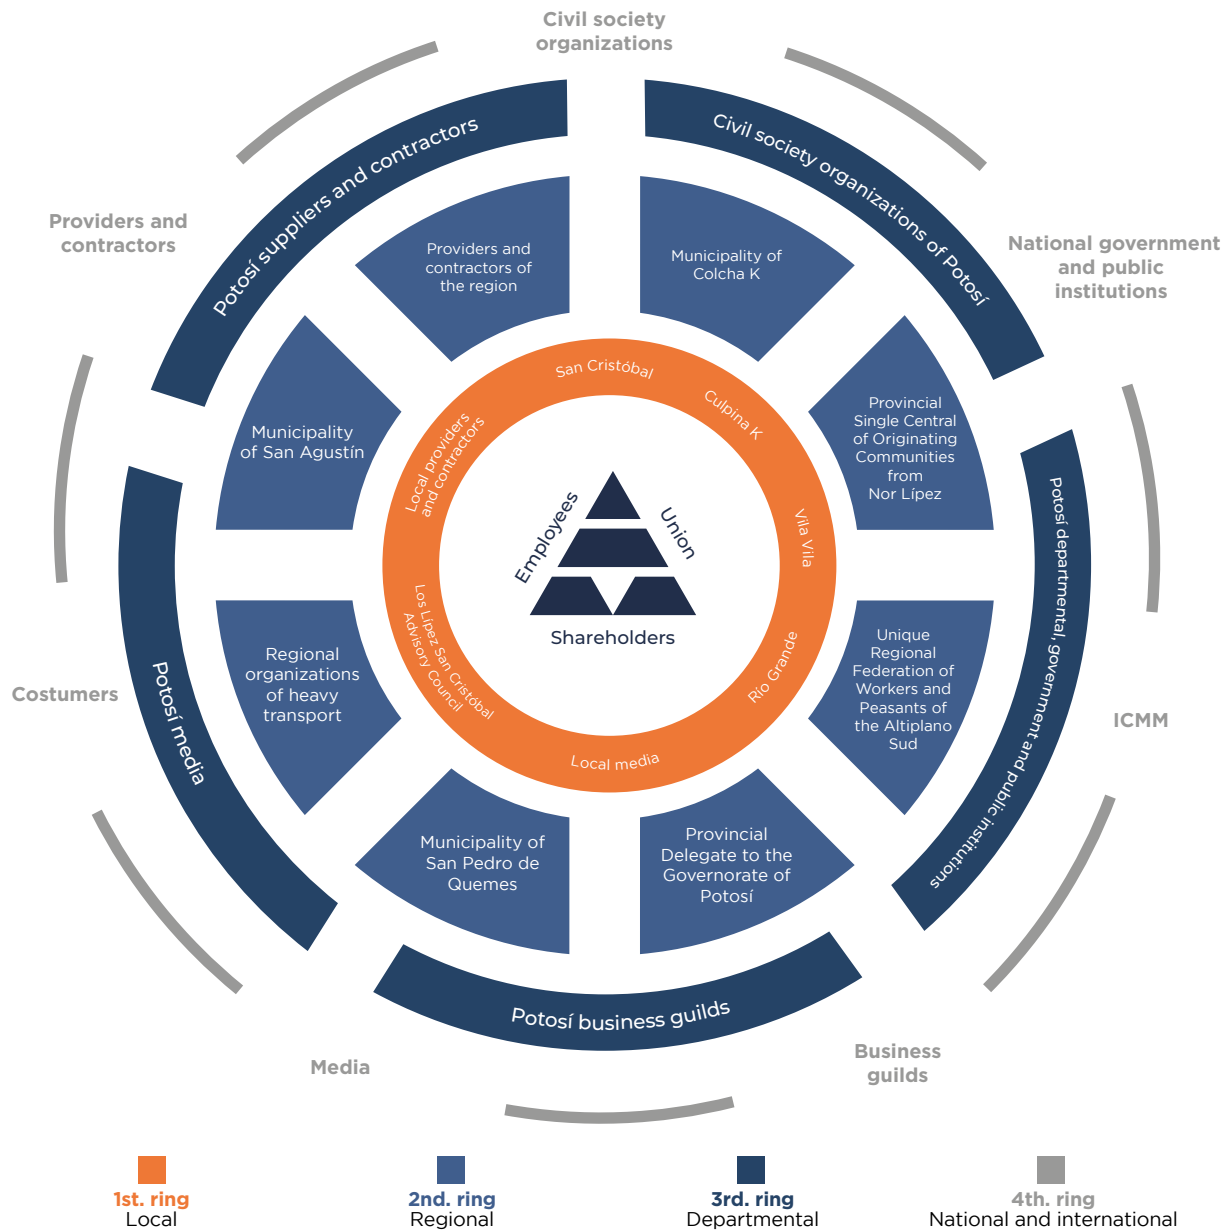 Civil society
organizations
Providers and
contractors
National government
and public
institutions
Costumers
ICMM
Media
Business
guilds
Potosí suppliers and contractors
Civil society organizations of Potosí
Potosí departmental, government and public institutions
Potosí business guilds
Potosí media
Providers and
contractors of
the region
Municipality of
Colcha K
Provincial
Single Central
of Originating
Communities
from
Nor Lípez
Unique
Regional
Federation of
Workers and
Peasants of
the Altiplano
Sud
Provincial
Delegate to the
Governorate of
Potosí
Municipality of
San Pedro de
Quemes
Regional
organizations
of heavy
transport
Municipality
of San Agustín
San Cristóbal
Culpina K
Vila Vila
Río Grande
Local media
Los Lípez San Cristóbal
Advisory Council
Local providers
and contractors
Employees
Union
Shareholders
1st. ring
Local
2nd. ring
Regional
3rd. ring
Departmental
4th. ring
National and international